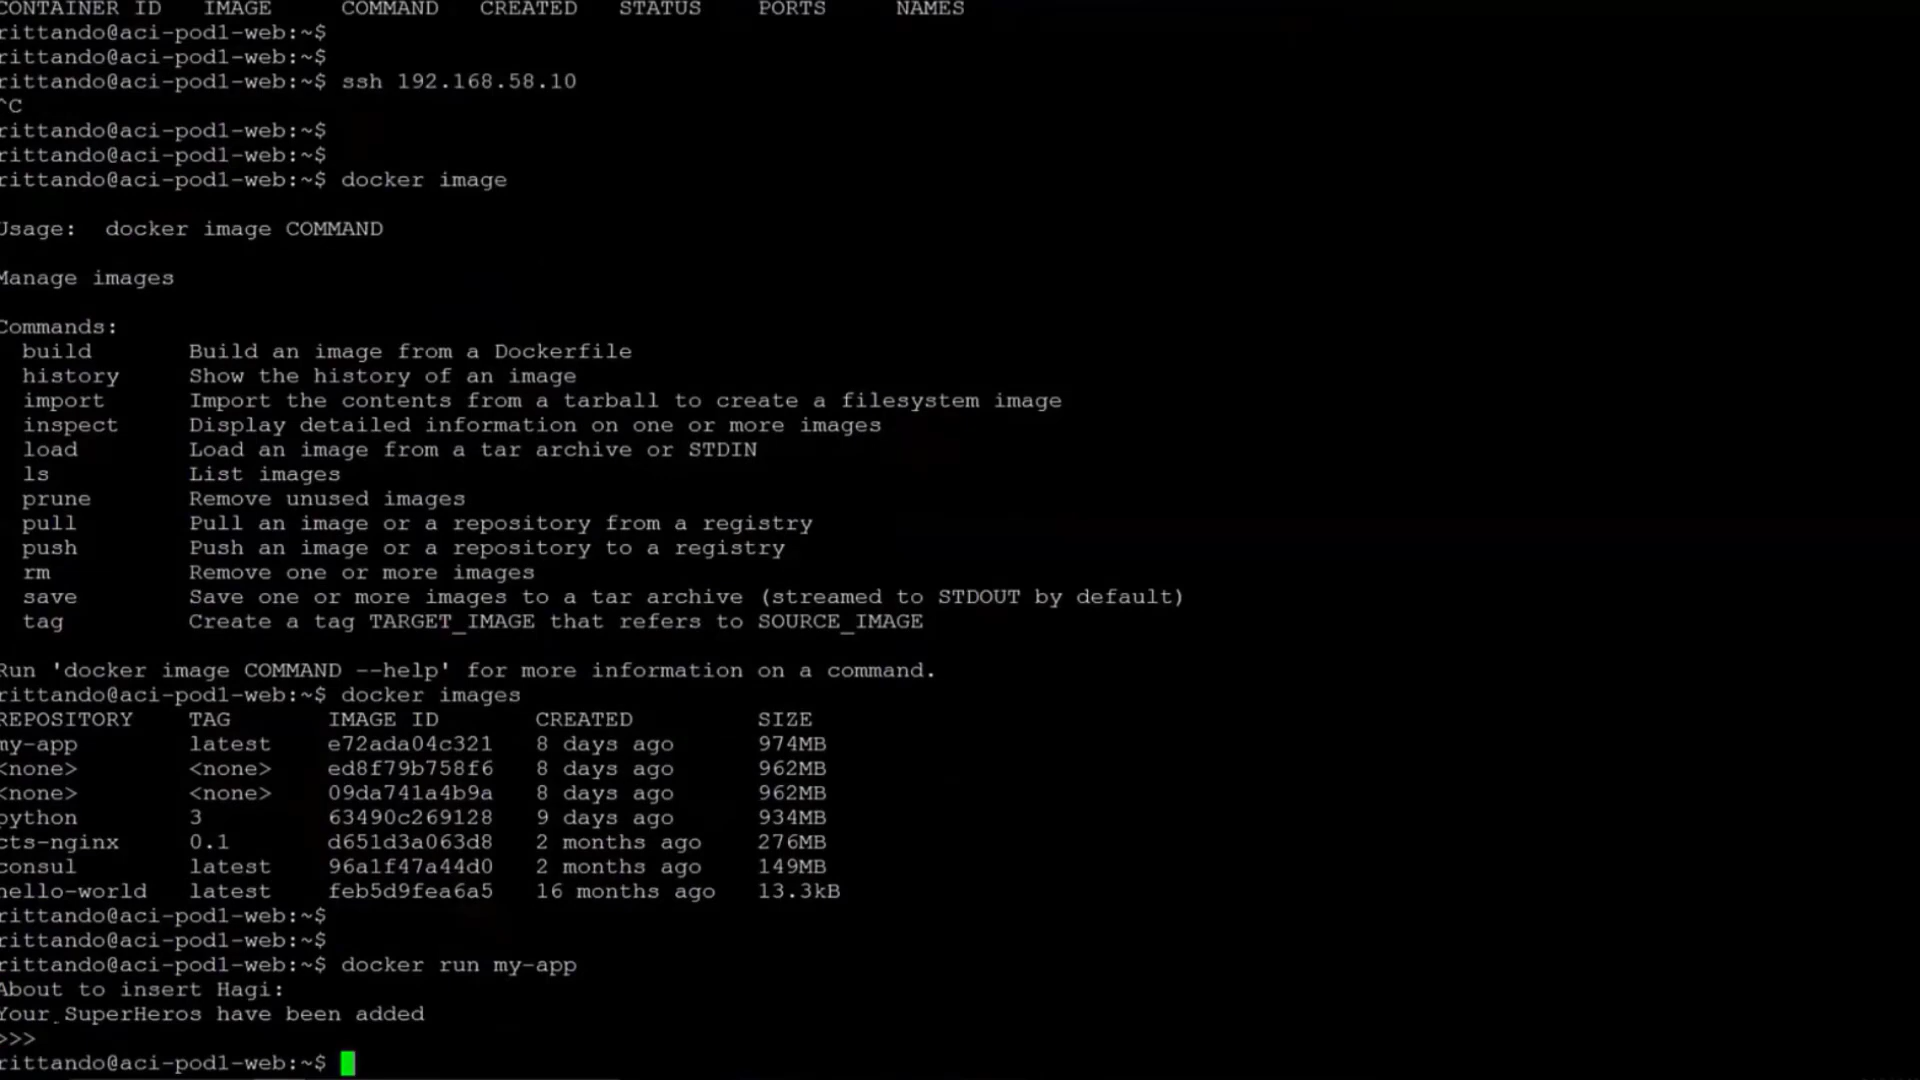 CONTAINER ID   IMAGE     COMMAND   CREATED   STATUS    PORTS     NAMES
rittando@aci-pod1-web:~$
rittando@aci-pod1-web:~$
rittando@aci-pod1-web:~$ ssh 192.168.58.10
^C
rittando@aci-pod1-web:~$
rittando@aci-pod1-web:~$
rittando@aci-pod1-web:~$ docker image
Usage:  docker image COMMAND
Manage images
Commands:
  build       Build an image from a Dockerfile
  history     Show the history of an image
  import      Import the contents from a tarball to create a filesystem image
  inspect     Display detailed information on one or more images
  load        Load an image from a tar archive or STDIN
  ls          List images
  prune       Remove unused images
  pull        Pull an image or a repository from a registry
  push        Push an image or a repository to a registry
  rm          Remove one or more images
  save        Save one or more images to a tar archive (streamed to STDOUT by default)
  tag         Create a tag TARGET_IMAGE that refers to SOURCE_IMAGE
Run 'docker image COMMAND --help' for more information on a command.
rittando@aci-pod1-web:~$ docker images
REPOSITORY    TAG       IMAGE ID       CREATED         SIZE
my-app        latest    e72ada04c321   8 days ago      974MB
<none>        <none>    ed8f79b758f6   8 days ago      962MB
<none>        <none>    09da741a4b9a   8 days ago      962MB
python        3         63490c269128   9 days ago      934MB
cts-nginx     0.1       d651d3a063d8   2 months ago    276MB
consul        latest    96a1f47a44d0   2 months ago    149MB
hello-world   latest    feb5d9fea6a5   16 months ago   13.3kB
rittando@aci-pod1-web:~$
rittando@aci-pod1-web:~$
rittando@aci-pod1-web:~$ docker run my-app
About to insert Hagi:
Your SuperHeros have been added
>>>
rittando@aci-pod1-web:~$